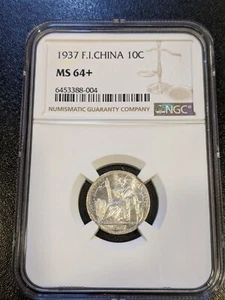 1937 F.I.CHINA 10C
MS 64+
6453388-004
NGC
NUMISMATIC GUARANTY COMPANY